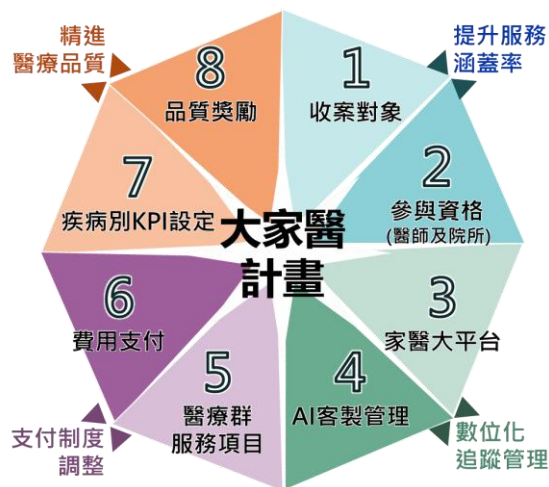 大家醫
計畫
提升服務
涵蓋率
1
收案對象
2
參與資格
(醫師及院所)
3
家醫大平台
數位化
追蹤管理
4
AI客製管理
5
醫療群
服務項目
支付制度
調整
6
費用支付
7
疾病別KPI設定
精進
醫療品質
8
品質獎勵